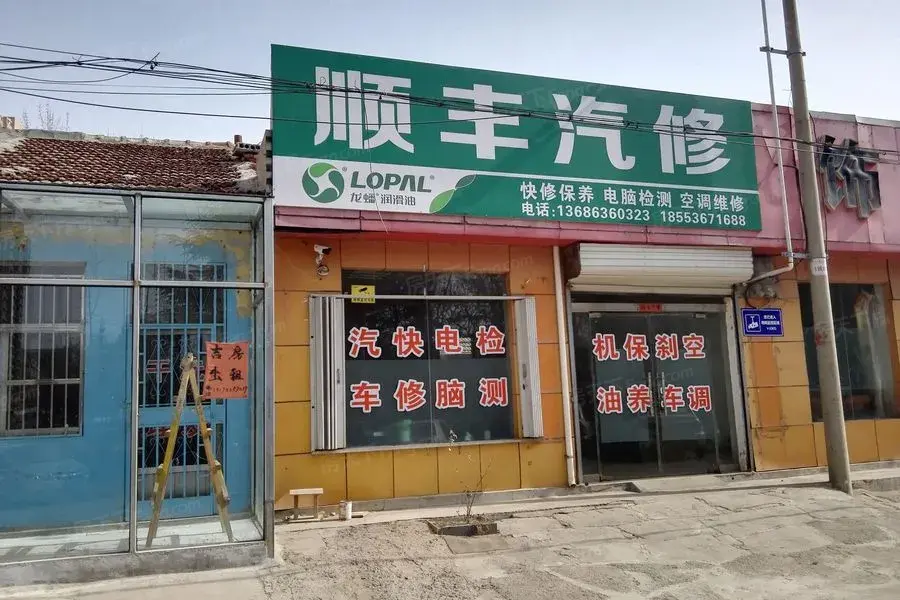 顺丰汽修
LOPAL
龙蟠润滑油
快修保养 电脑检测 空调维修
电话:13686360323 18553671688
饰
吉房
出租
汽快电检
车修脑测
机保刹空
油养车调